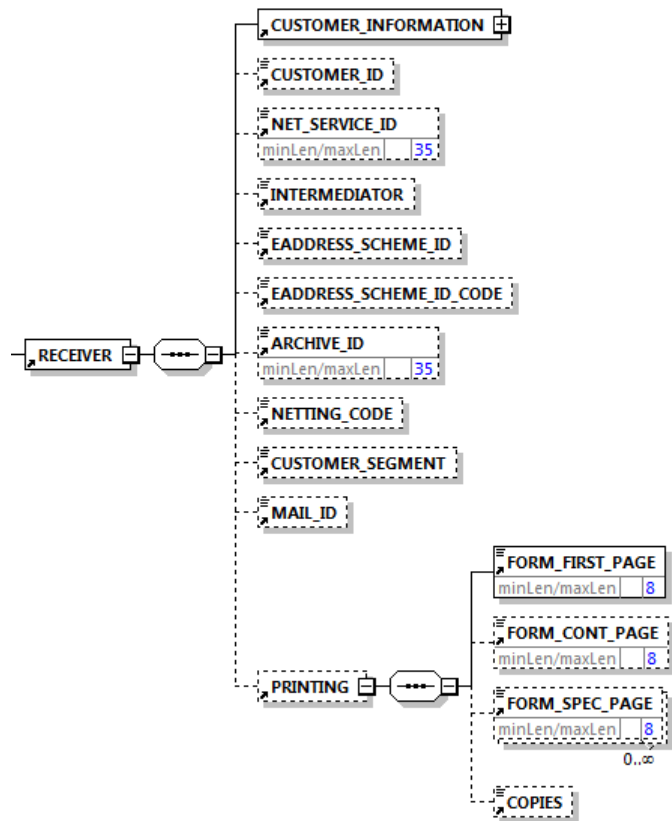 CUSTOMER_INFORMATION
CUSTOMER_ID
NET_SERVICE_ID
minLen/maxLen 35
INTERMEDIATOR
EADDRESS_SCHEME_ID
EADDRESS_SCHEME_ID_CODE
RECEIVER
ARCHIVE_ID
minLen/maxLen 35
NETTING_CODE
CUSTOMER_SEGMENT
MAIL_ID
PRINTING
FORM_FIRST_PAGE
minLen/maxLen 8
FORM_CONT_PAGE
minLen/maxLen 8
FORM_SPEC_PAGE
minLen/maxLen 8
0..∞
COPIES